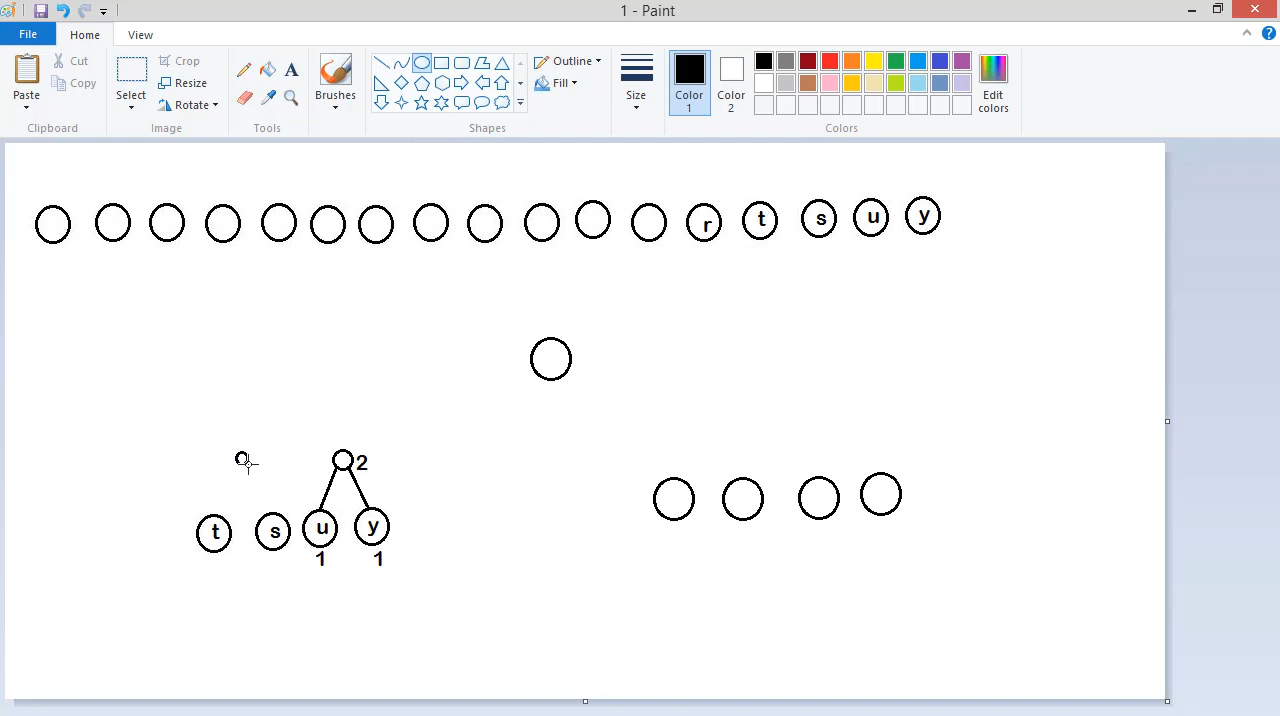 1 - Paint
File Home View
Paste
Cut
Copy
Clipboard
Select
Crop
Resize
Rotate
Image
A
Tools
Brushes
Shapes
Outline
Fill
Size
Color 1
Color 2
Edit colors
Colors
?
r t s u y
2
t s u y
1 1